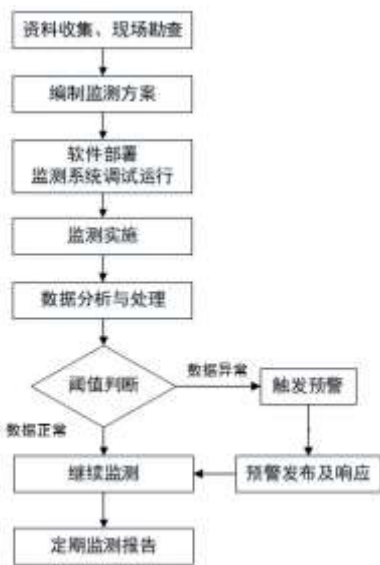 资料收集、现场勘查
编制监测方案
软件部署
监测系统调试运行
监测实施
数据分析与处理
阈值判断
数据异常
触发预警
数据正常
继续监测
预警发布及响应
定期监测报告